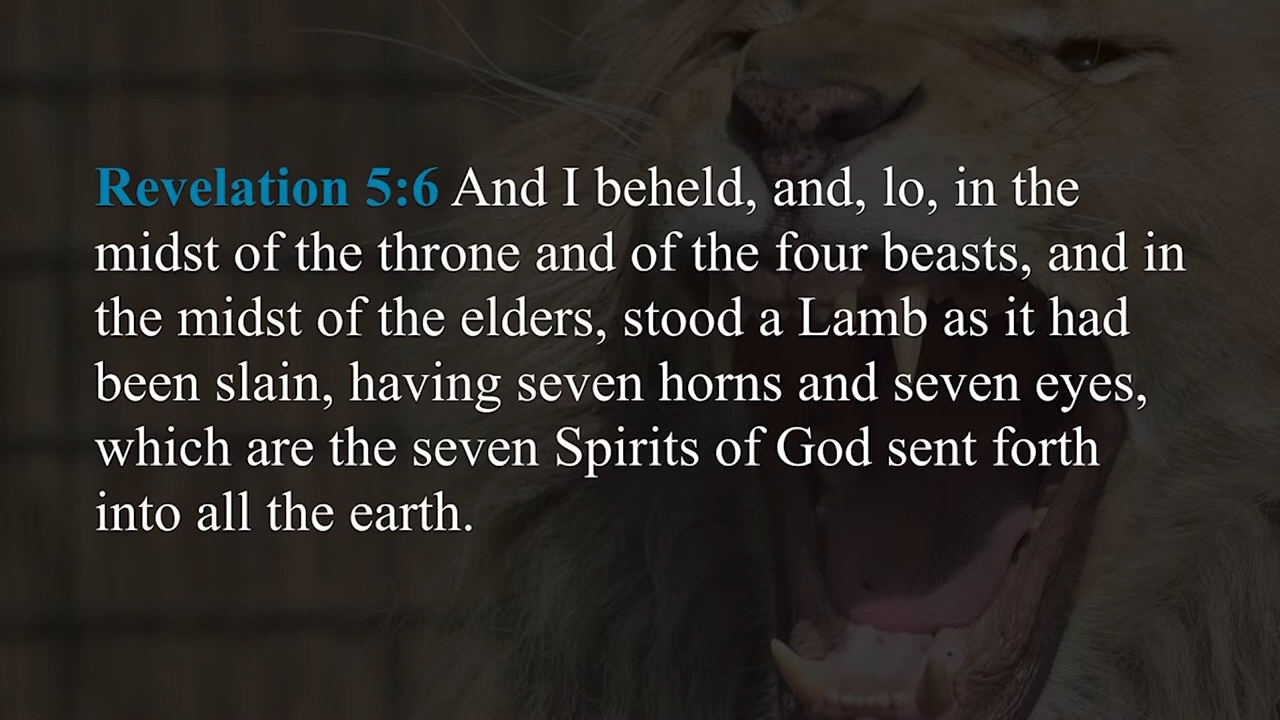 Revelation 5:6 And I beheld, and, lo, in the
midst of the throne and of the four beasts, and in
the midst of the elders, stood a Lamb as it had
been slain, having seven horns and seven eyes,
which are the seven Spirits of God sent forth
into all the earth.